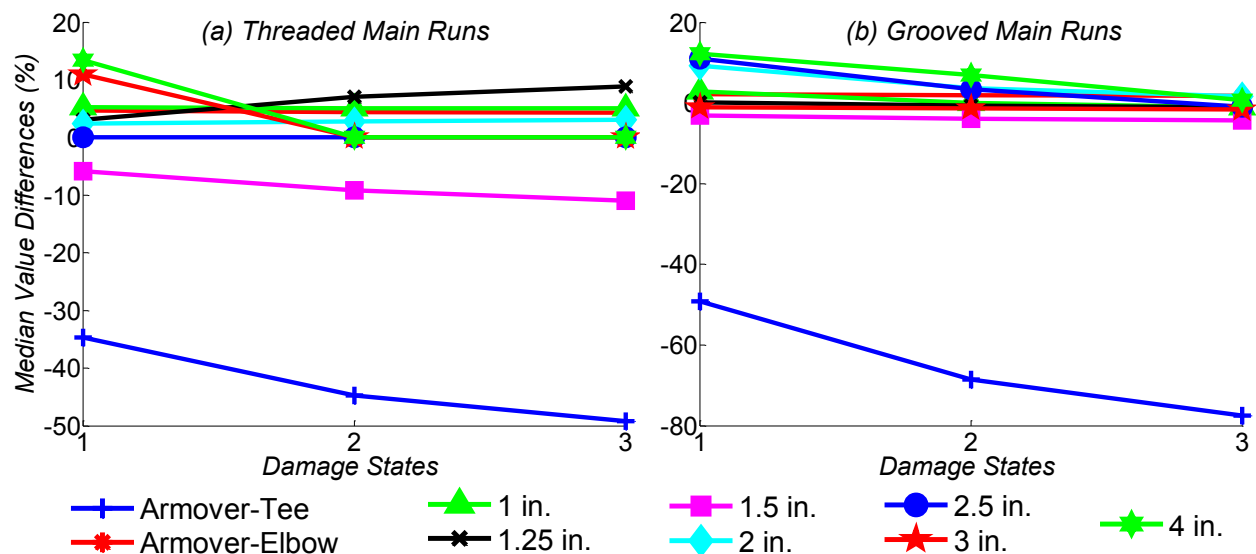 Median Value Differences (%)
(a) Threaded Main Runs
20
10
0
-10
-20
-30
-40
-50
1 2 3
Damage States
(b) Grooved Main Runs
20
0
-20
-40
-60
-80
1 2 3
Damage States
Armover-Tee
Armover-Elbow
1 in.
1.25 in.
1.5 in.
2 in.
2.5 in.
3 in.
4 in.